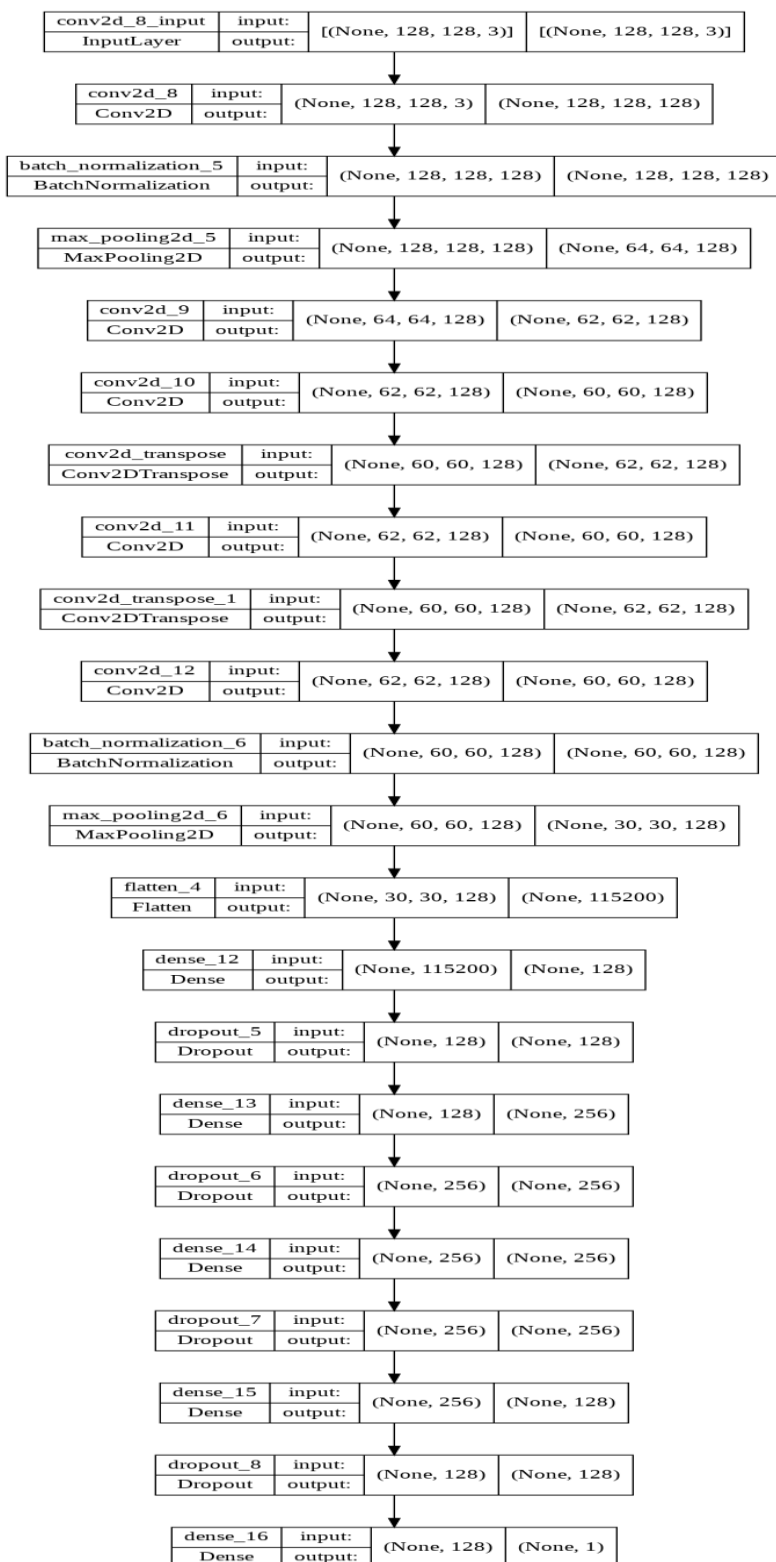 conv2d_8_input input: [(None, 128, 128, 3)] [(None, 128, 128, 3)]
InputLayer output:
conv2d_8 input: (None, 128, 128, 3) (None, 128, 128, 128)
Conv2D output:
batch_normalization_5 input: (None, 128, 128, 128) (None, 128, 128, 128)
BatchNormalization output:
max_pooling2d_5 input: (None, 128, 128, 128) (None, 64, 64, 128)
MaxPooling2D output:
conv2d_9 input: (None, 64, 64, 128) (None, 62, 62, 128)
Conv2D output:
conv2d_10 input: (None, 62, 62, 128) (None, 60, 60, 128)
Conv2D output:
conv2d_transpose input: (None, 60, 60, 128) (None, 62, 62, 128)
Conv2DTranspose output:
conv2d_11 input: (None, 62, 62, 128) (None, 60, 60, 128)
Conv2D output:
conv2d_transpose_1 input: (None, 60, 60, 128) (None, 62, 62, 128)
Conv2DTranspose output:
conv2d_12 input: (None, 62, 62, 128) (None, 60, 60, 128)
Conv2D output:
batch_normalization_6 input: (None, 60, 60, 128) (None, 60, 60, 128)
BatchNormalization output:
max_pooling2d_6 input: (None, 60, 60, 128) (None, 30, 30, 128)
MaxPooling2D output:
flatten_4 input: (None, 30, 30, 128) (None, 115200)
Flatten output:
dense_12 input: (None, 115200) (None, 128)
Dense output:
dropout_5 input: (None, 128) (None, 128)
Dropout output:
dense_13 input: (None, 128) (None, 256)
Dense output:
dropout_6 input: (None, 256) (None, 256)
Dropout output:
dense_14 input: (None, 256) (None, 256)
Dense output:
dropout_7 input: (None, 256) (None, 256)
Dropout output:
dense_15 input: (None, 256) (None, 128)
Dense output:
dropout_8 input: (None, 128) (None, 128)
Dropout output:
dense_16 input: (None, 128) (None, 1)
Dense output: